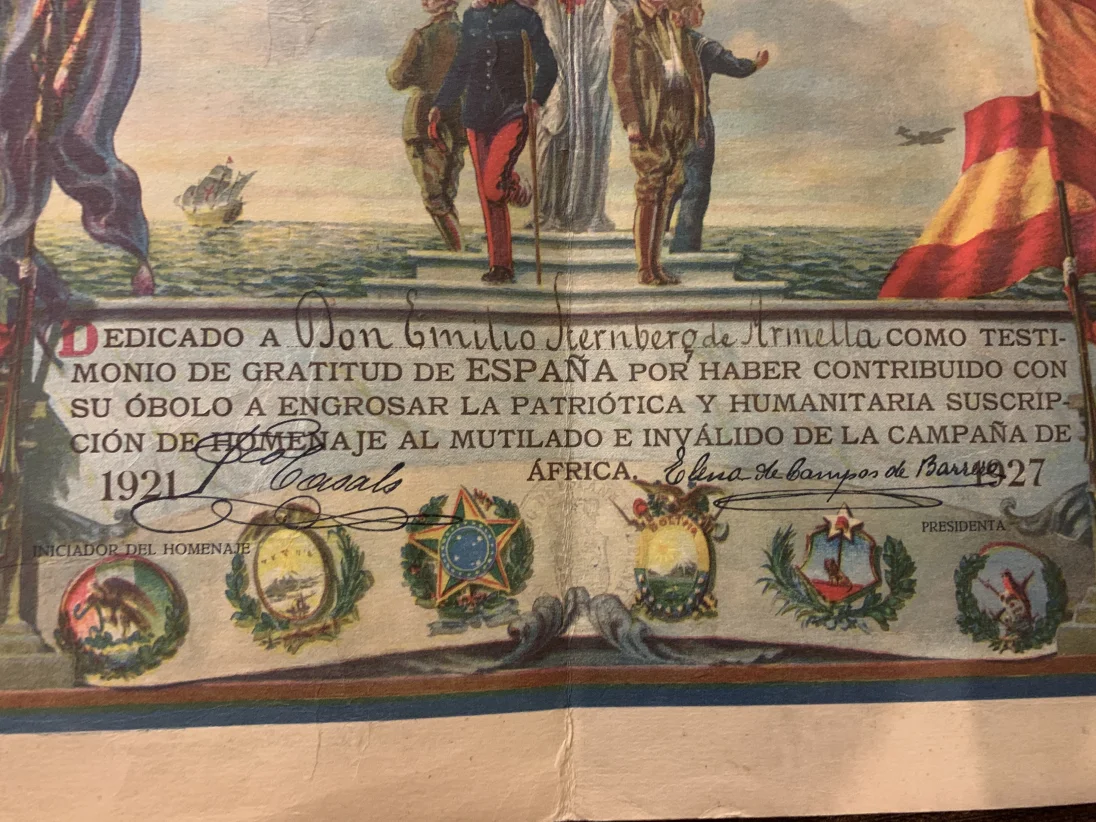 DEDICADO A Don Emilio Sternberg de Armella COMO TESTI-
MONIO DE GRATITUD DE ESPAÑA POR HABER CONTRIBUIDO CON
SU ÓBOLO A ENGROSAR LA PATRIÓTICA Y HUMANITARIA SUSCRIP-
CIÓN DE HOMENAJE AL MUTILADO E INVÁLIDO DE LA CAMPAÑA DE
1921 Casals ÁFRICA. Elena de Campos de Barrera 1927
INICIADOR DEL HOMENAJE PRESIDENTA
BOLIVIA